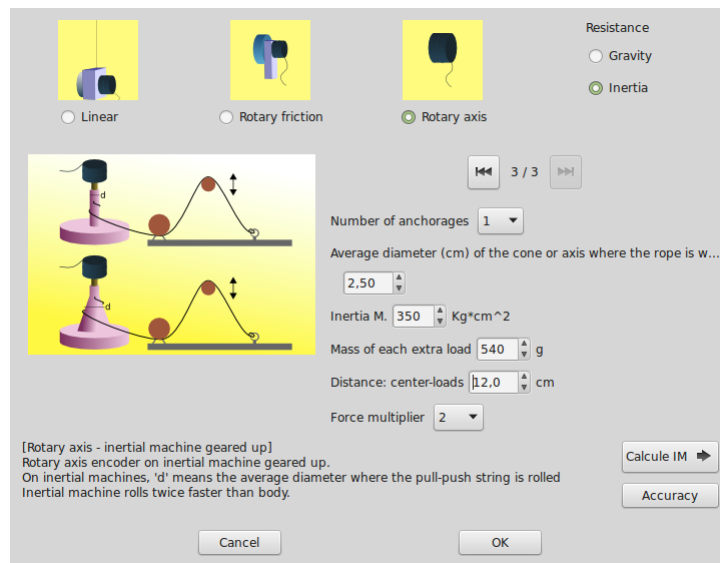 Resistance
Gravity
Inertia
Linear
Rotary friction
Rotary axis
d
d
3 / 3
Number of anchorages 1
Average diameter (cm) of the cone or axis where the rope is w...
2,50
Inertia M. 350 Kg*cm^2
Mass of each extra load 540 g
Distance: center-loads 12,0 cm
Force multiplier 2
[Rotary axis - inertial machine geared up]
Rotary axis encoder on inertial machine geared up.
On inertial machines, 'd' means the average diameter where the pull-push string is rolled
Inertial machine rolls twice faster than body.
Calcule IM
Accuracy
Cancel OK